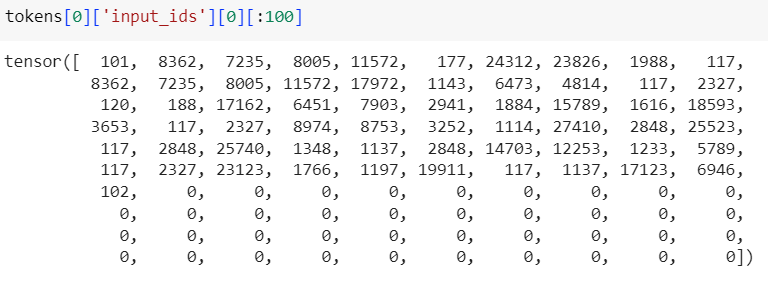 tokens[0]['input_ids'][0][:100]
tensor([  101,  8362,  7235,  8005, 11572,   177, 24312, 23826,  1988,   117,
8362,  7235,  8005, 11572, 17972,  1143,  6473,  4814,   117,  2327,
120,   188, 17162,  6451,  7903,  2941,  1884, 15789,  1616, 18593,
3653,   117,  2327,  8974,  8753,  3252,  1114, 27410,  2848, 25523,
117,  2848, 25740,  1348,  1137,  2848, 14703, 12253,  1233,  5789,
117,  2327, 23123,  1766,  1197, 19911,   117,  1137, 17123,  6946,
102,     0,     0,     0,     0,     0,     0,     0,     0,     0,
0,     0,     0,     0,     0,     0,     0,     0,     0,     0,
0,     0,     0,     0,     0,     0,     0,     0,     0,     0,
0,     0,     0,     0,     0,     0,     0,     0,     0,     0])